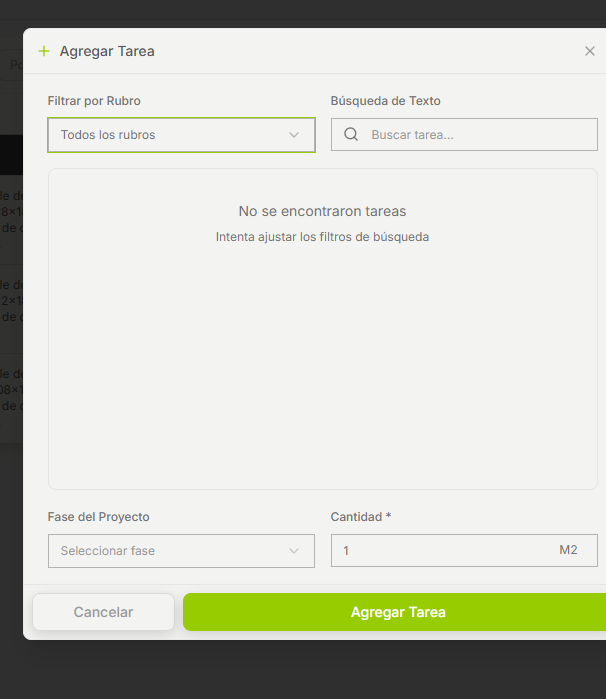 Agregar Tarea
Filtrar por Rubro
Búsqueda de Texto
Todos los rubros
Buscar tarea...
No se encontraron tareas
Intenta ajustar los filtros de búsqueda
Fase del Proyecto
Cantidad *
Seleccionar fase
1
M2
Cancelar
Agregar Tarea